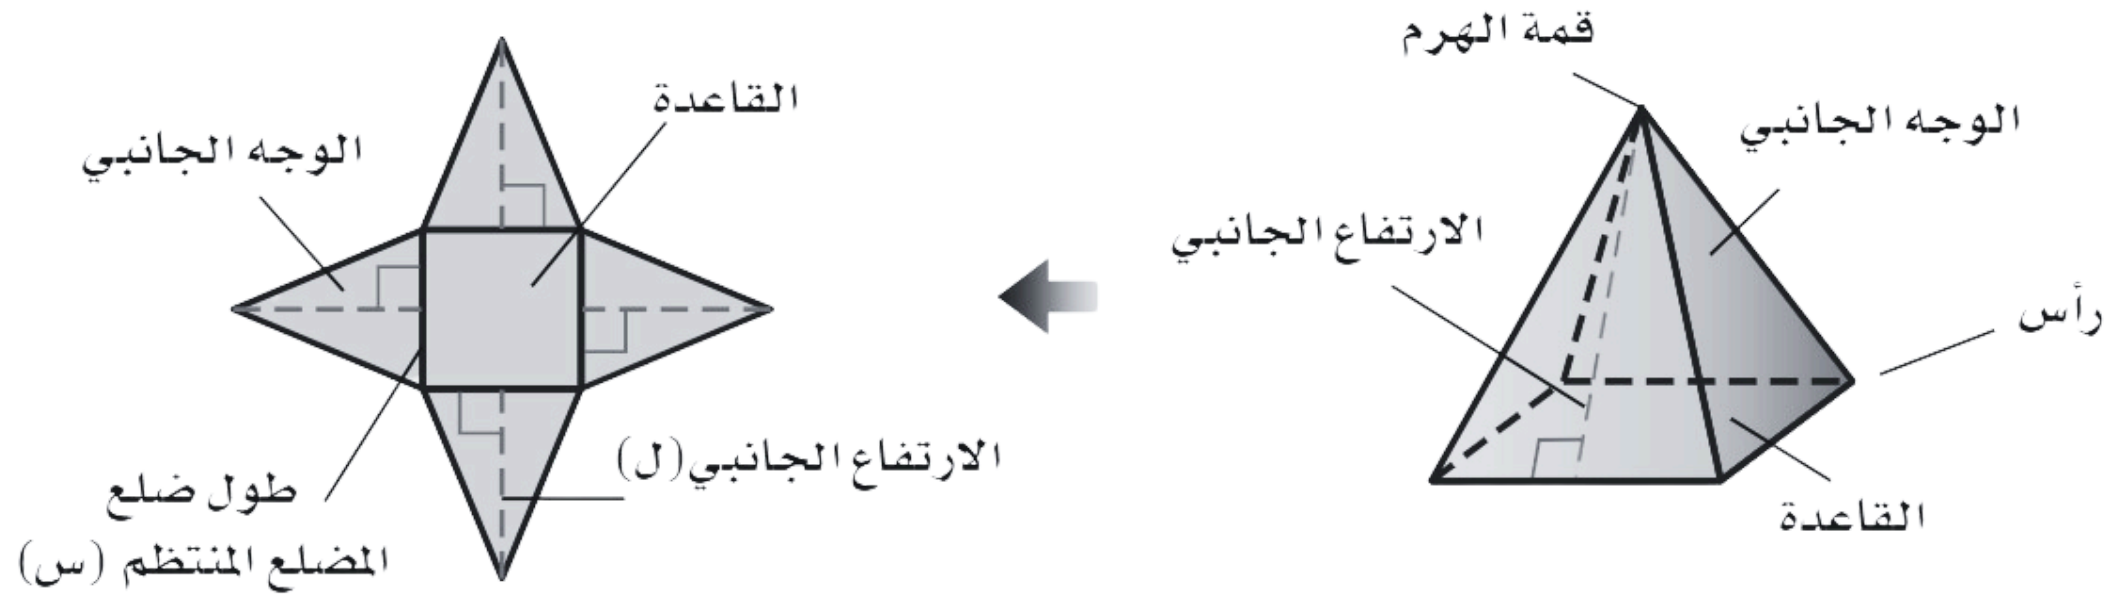 قمة الهرم
الوجه الجانبي
الارتفاع الجانبي
رأس
القاعدة
القاعدة
الوجه الجانبي
الارتفاع الجانبي (ل)
طول ضلع
المضلع المنتظم (س)